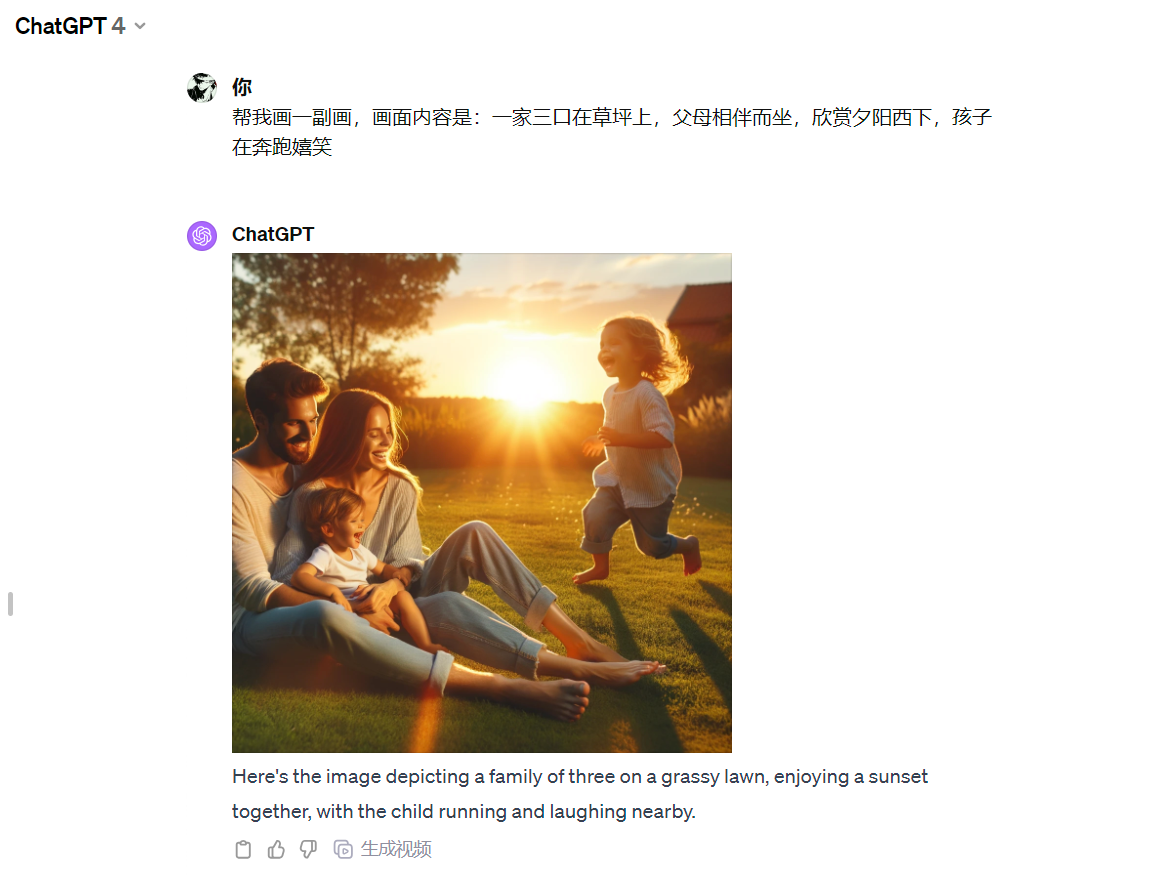 ChatGPT 4
你
帮我画一副画，画面内容是：一家三口在草坪上，父母相伴而坐，欣赏夕阳西下，孩子
在奔跑嬉笑
ChatGPT
Here's the image depicting a family of three on a grassy lawn, enjoying a sunset
together, with the child running and laughing nearby.
生成视频